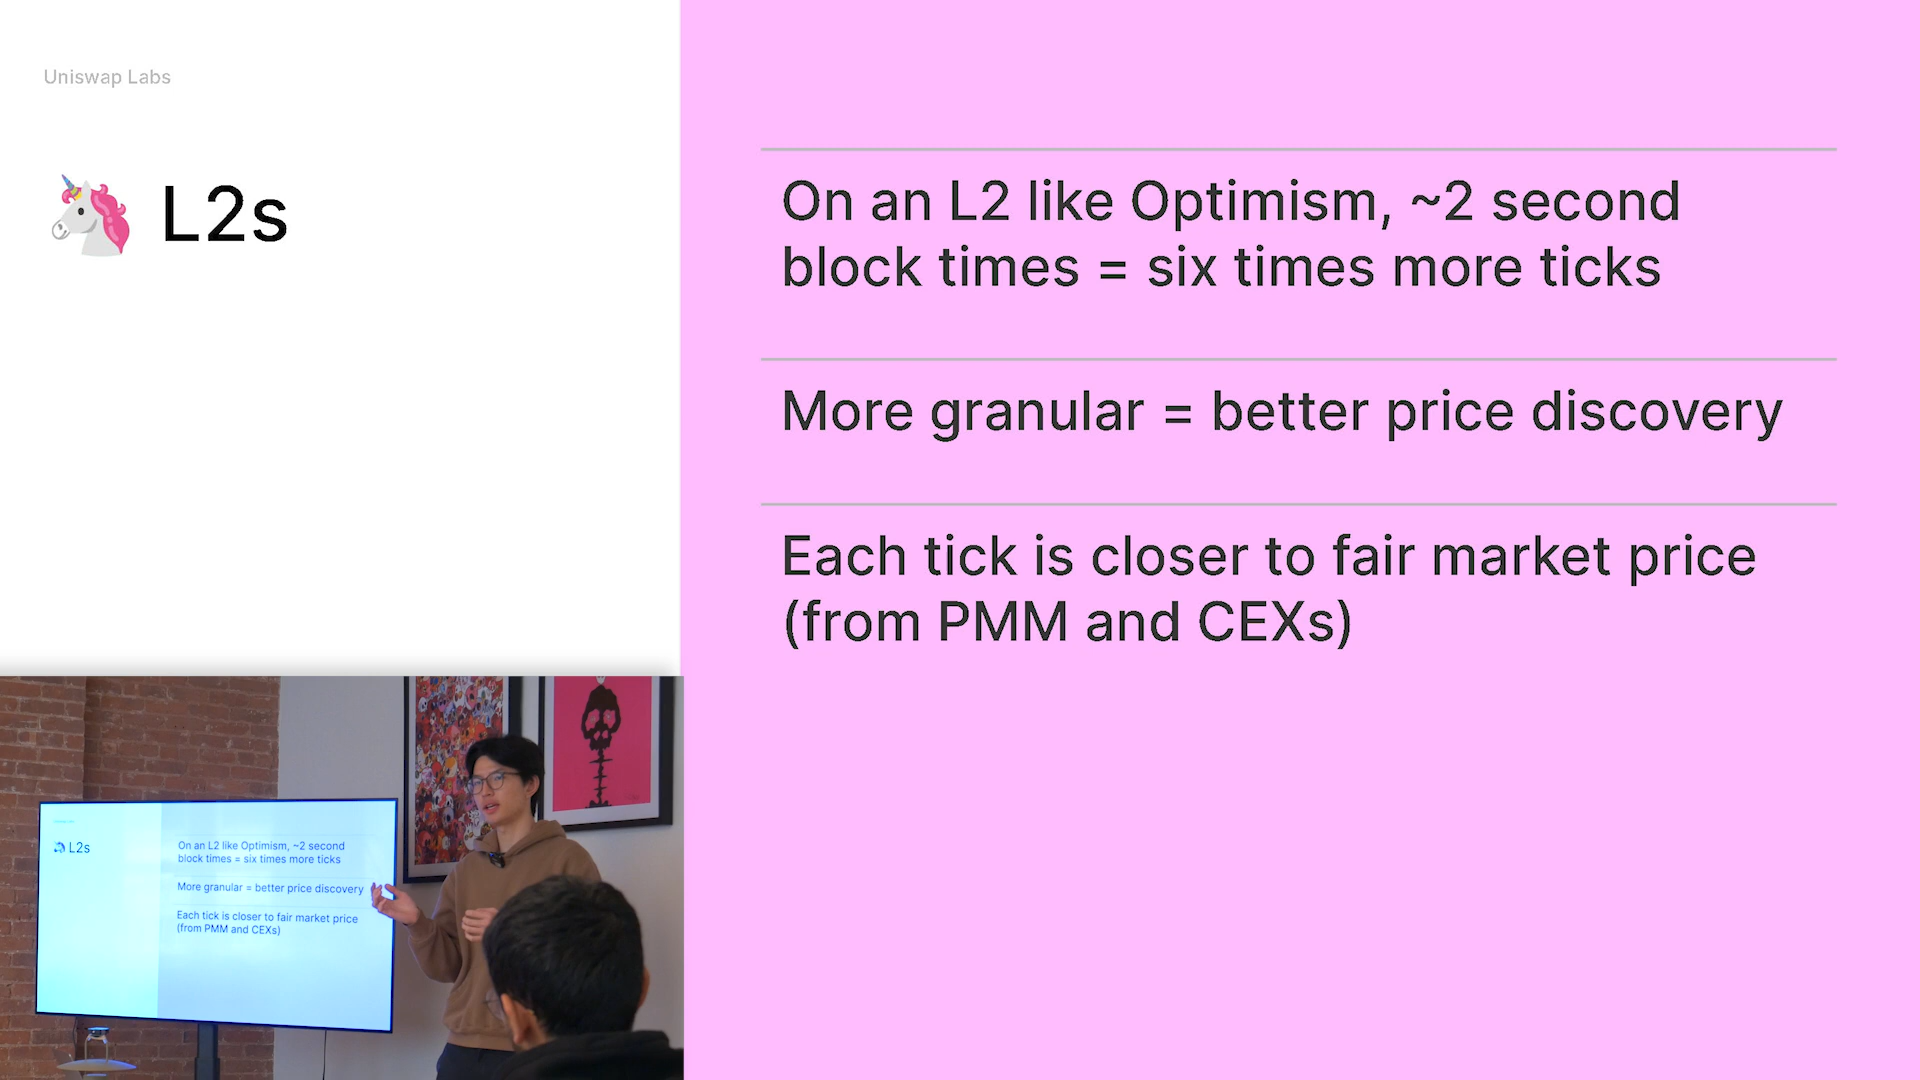 Uniswap Labs
🦄 L2s
On an L2 like Optimism, ~2 second
block times = six times more ticks
More granular = better price discovery
Each tick is closer to fair market price
(from PMM and CEXs)
L2s
On an L2 like Optimism, ~2 second
block times = six times more ticks
More granular = better price discovery
Each tick is closer to fair market price
(from PMM and CEXs)